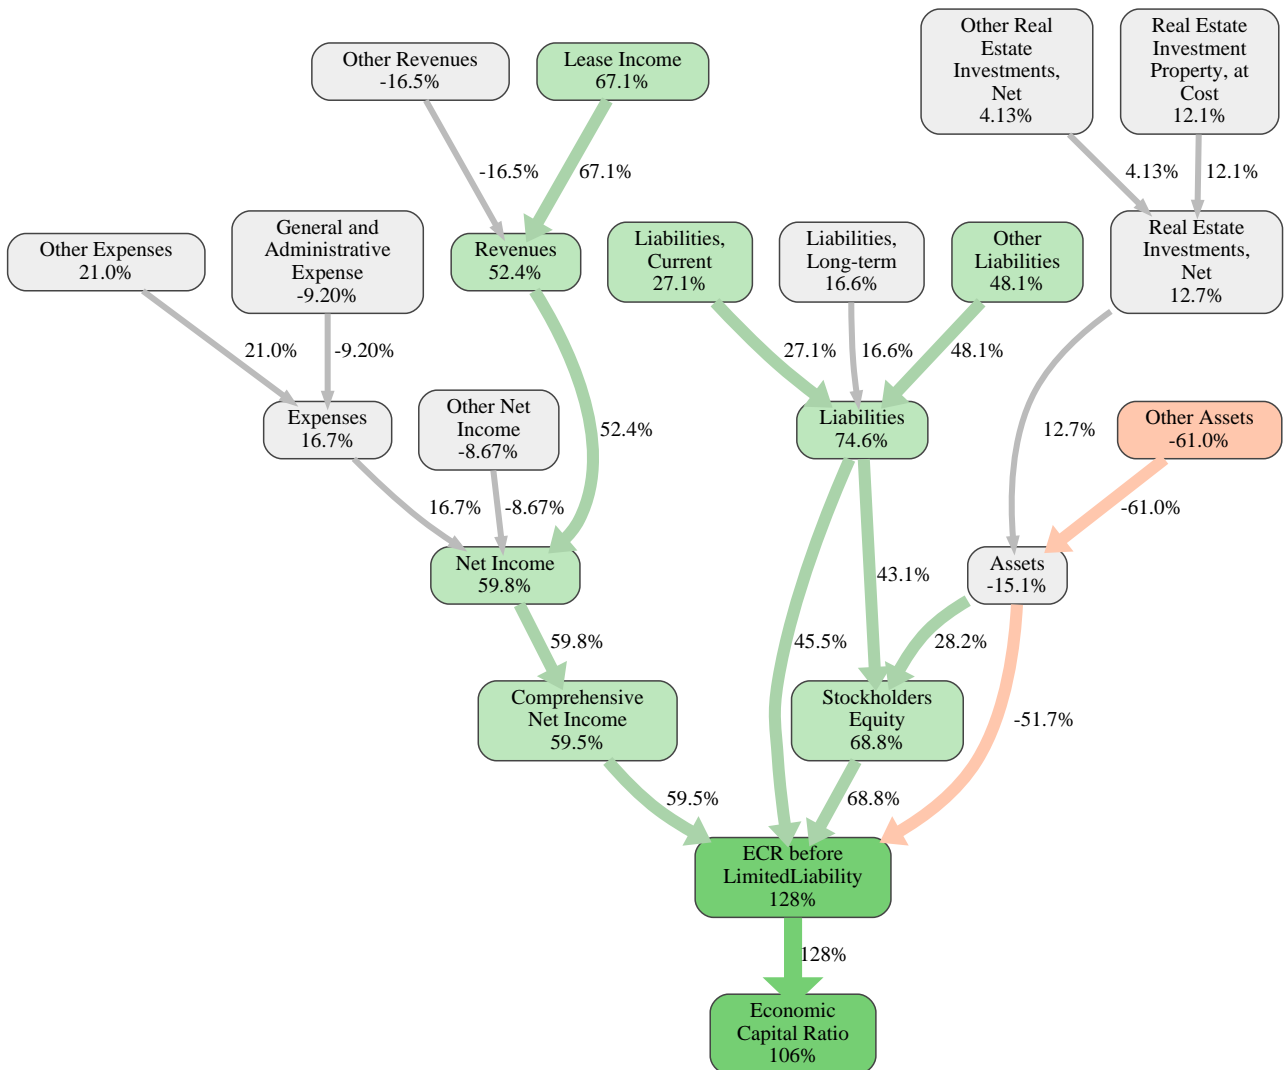 Other Real
Estate
Investments,
Net
4.13%
Real Estate
Investment
Property, at
Cost
12.1%
Other Revenues
-16.5%
Lease Income
67.1%
-16.5%
67.1%
4.13%
12.1%
Other Expenses
21.0%
General and
Administrative
Expense
-9.20%
Revenues
52.4%
Liabilities,
Current
27.1%
Liabilities,
Long-term
16.6%
Other
Liabilities
48.1%
Real Estate
Investments,
Net
12.7%
21.0%
-9.20%
27.1%
16.6%
48.1%
Expenses
16.7%
Other Net
Income
-8.67%
52.4%
Liabilities
74.6%
12.7%
Other Assets
-61.0%
16.7%
-8.67%
-61.0%
Net Income
59.8%
43.1%
Assets
-15.1%
59.8%
45.5%
28.2%
Comprehensive
Net Income
59.5%
Stockholders
Equity
68.8%
-51.7%
59.5%
68.8%
ECR before
LimitedLiability
128%
128%
Economic
Capital Ratio
106%